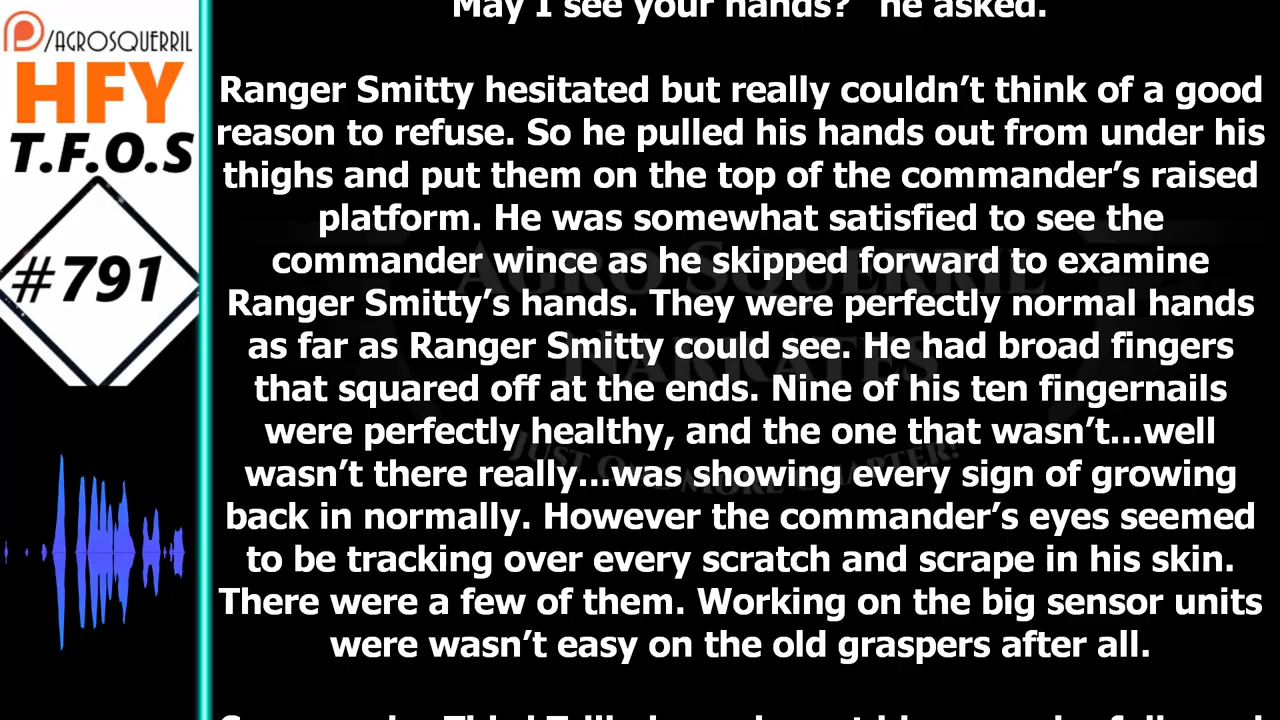 /AGROSQUERRIL
HFY
T.F.O.S
#791
May I see your hands?" he asked.
Ranger Smitty hesitated but really couldn’t think of a good
reason to refuse. So he pulled his hands out from under his
thighs and put them on the top of the commander’s raised
platform. He was somewhat satisfied to see the
commander wince as he skipped forward to examine
Ranger Smitty’s hands. They were perfectly normal hands
as far as Ranger Smitty could see. He had broad fingers
that squared off at the ends. Nine of his ten fingernails
were perfectly healthy, and the one that wasn’t...well
wasn’t there really...was showing every sign of growing
back in normally. However the commander’s eyes seemed
to be tracking over every scratch and scrape in his skin.
There were a few of them. Working on the big sensor units
were wasn’t easy on the old graspers after all.
AGRO SQUERRIL
NARRATES
JUST ONE MORE CHAPTER!